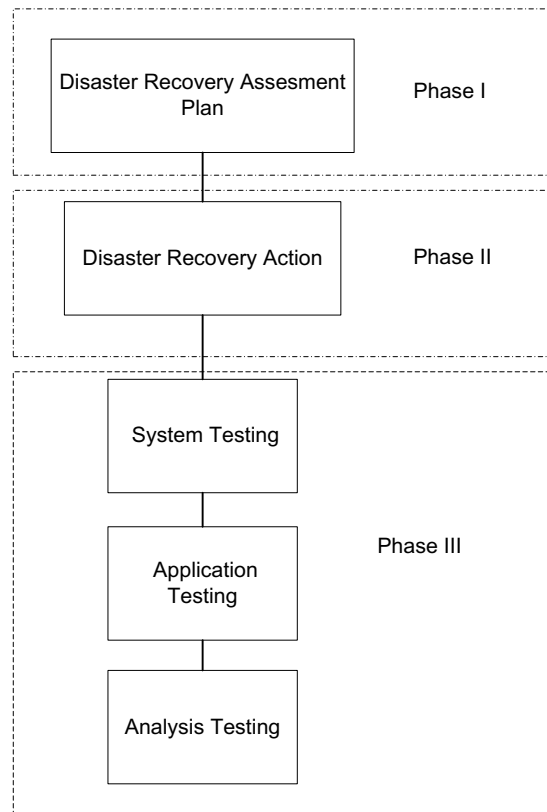 Disaster Recovery Assesment
Plan
Phase I
Disaster Recovery Action
Phase II
System Testing
Application
Testing
Phase III
Analysis Testing